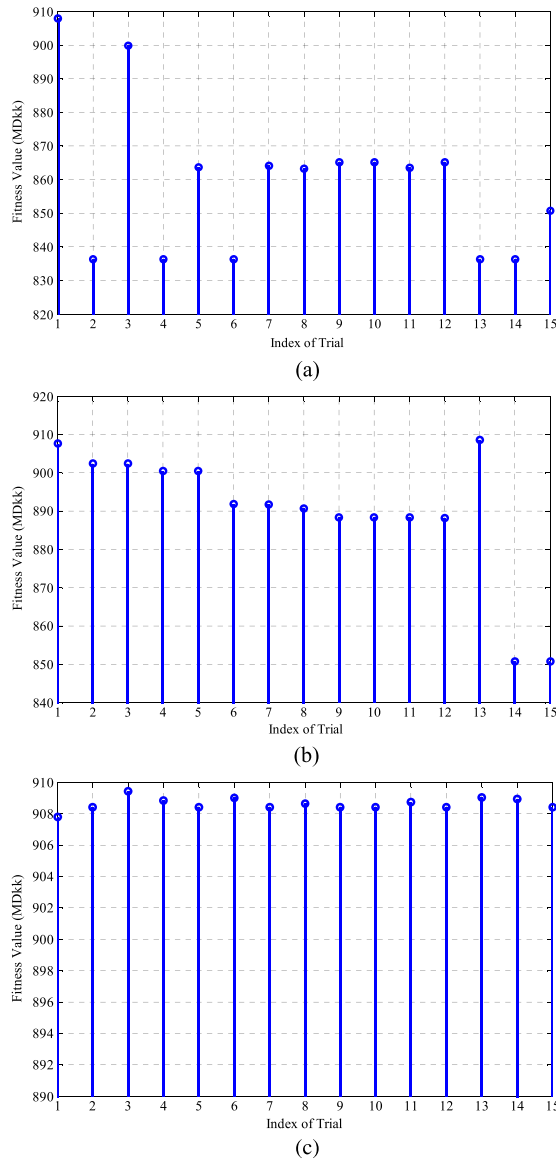 910
900
890
880
870
860
850
840
830
820
Fitness Value (MDkk)
1 2 3 4 5 6 7 8 9 10 11 12 13 14 15
Index of Trial
(a)
920
910
900
890
880
870
860
850
840
Fitness Value (MDkk)
1 2 3 4 5 6 7 8 9 10 11 12 13 14 15
Index of Trial
(b)
910
908
906
904
902
900
898
896
894
892
890
Fitness Value (MDkk)
1 2 3 4 5 6 7 8 9 10 11 12 13 14 15
Index of Trial
(c)